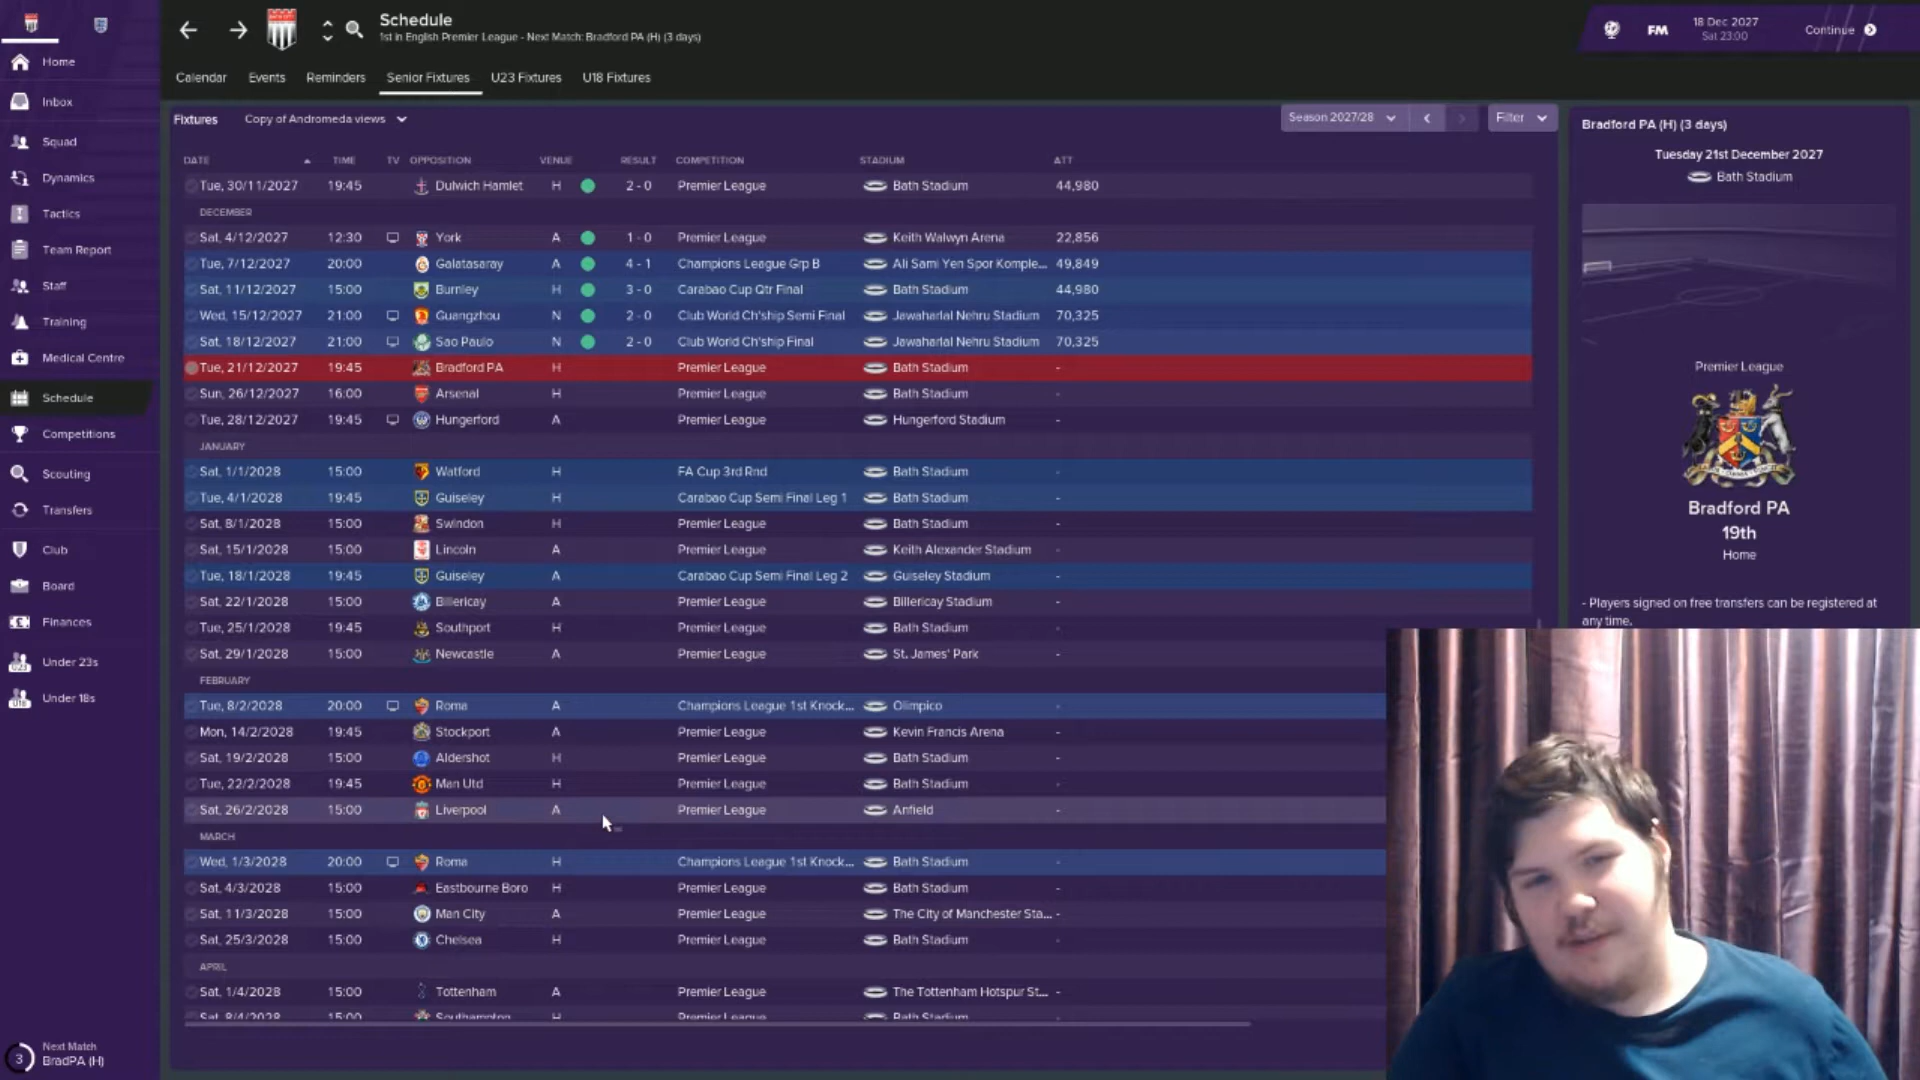 Schedule
1st in English Premier League - Next Match: Bradford PA (H) (3 days)
FM
18 Dec 2027
Sat 23:00
Continue
Home
Inbox
Squad
Dynamics
Tactics
Team Report
Staff
Training
Medical Centre
Schedule
Competitions
Scouting
Transfers
Club
Board
Finances
Under 23s
Under 18s
3 Next Match
BradPA (H)
Calendar Events Reminders Senior Fixtures U23 Fixtures U18 Fixtures
Fixtures Copy of Andromeda views Season 2027/28 Filter
DATE TIME TV OPPOSITION VENUE RESULT COMPETITION STADIUM ATT
Tue, 30/11/2027 19:45 Dulwich Hamlet H 2 - 0 Premier League Bath Stadium 44,980
DECEMBER
Sat, 4/12/2027 12:30 York A 1 - 0 Premier League Keith Walwyn Arena 22,856
Tue, 7/12/2027 20:00 Galatasaray A 4 - 1 Champions League Grp B Ali Sami Yen Spor Komple... 49,849
Sat, 11/12/2027 15:00 Burnley H 3 - 0 Carabao Cup Qtr Final Bath Stadium 44,980
Wed, 15/12/2027 21:00 Guangzhou N 2 - 0 Club World Ch'ship Semi Final Jawaharlal Nehru Stadium 70,325
Sat, 18/12/2027 21:00 Sao Paulo N 2 - 0 Club World Ch'ship Final Jawaharlal Nehru Stadium 70,325
Tue, 21/12/2027 19:45 Bradford PA H Premier League Bath Stadium -
Sun, 26/12/2027 16:00 Arsenal H Premier League Bath Stadium -
Tue, 28/12/2027 19:45 Hungerford A Premier League Hungerford Stadium -
JANUARY
Sat, 1/1/2028 15:00 Watford H FA Cup 3rd Rnd Bath Stadium -
Tue, 4/1/2028 19:45 Guiseley H Carabao Cup Semi Final Leg 1 Bath Stadium -
Sat, 8/1/2028 15:00 Swindon H Premier League Bath Stadium -
Sat, 15/1/2028 15:00 Lincoln A Premier League Keith Alexander Stadium -
Tue, 18/1/2028 19:45 Guiseley A Carabao Cup Semi Final Leg 2 Guiseley Stadium -
Sat, 22/1/2028 15:00 Billericay A Premier League Billericay Stadium -
Tue, 25/1/2028 19:45 Southport H Premier League Bath Stadium -
Sat, 29/1/2028 15:00 Newcastle A Premier League St. James' Park -
FEBRUARY
Tue, 8/2/2028 20:00 Roma A Champions League 1st Knock... Olimpico -
Mon, 14/2/2028 19:45 Stockport A Premier League Kevin Francis Arena -
Sat, 19/2/2028 15:00 Aldershot H Premier League Bath Stadium -
Tue, 22/2/2028 19:45 Man Utd H Premier League Bath Stadium -
Sat, 26/2/2028 15:00 Liverpool A Premier League Anfield -
MARCH
Wed, 1/3/2028 20:00 Roma H Champions League 1st Knock... Bath Stadium -
Sat, 4/3/2028 15:00 Eastbourne Boro H Premier League Bath Stadium -
Sat, 11/3/2028 15:00 Man City A Premier League The City of Manchester Sta... -
Sat, 25/3/2028 15:00 Chelsea H Premier League Bath Stadium -
APRIL
Sat, 1/4/2028 15:00 Tottenham A Premier League The Tottenham Hotspur St... -
Sat, 8/4/2028 15:00 Southampton H Premier League Bath Stadium
Bradford PA (H) (3 days)
Tuesday 21st December 2027
Bath Stadium
Premier League
Bradford PA
19th
Home
- Players signed on free transfers can be registered at
any time.